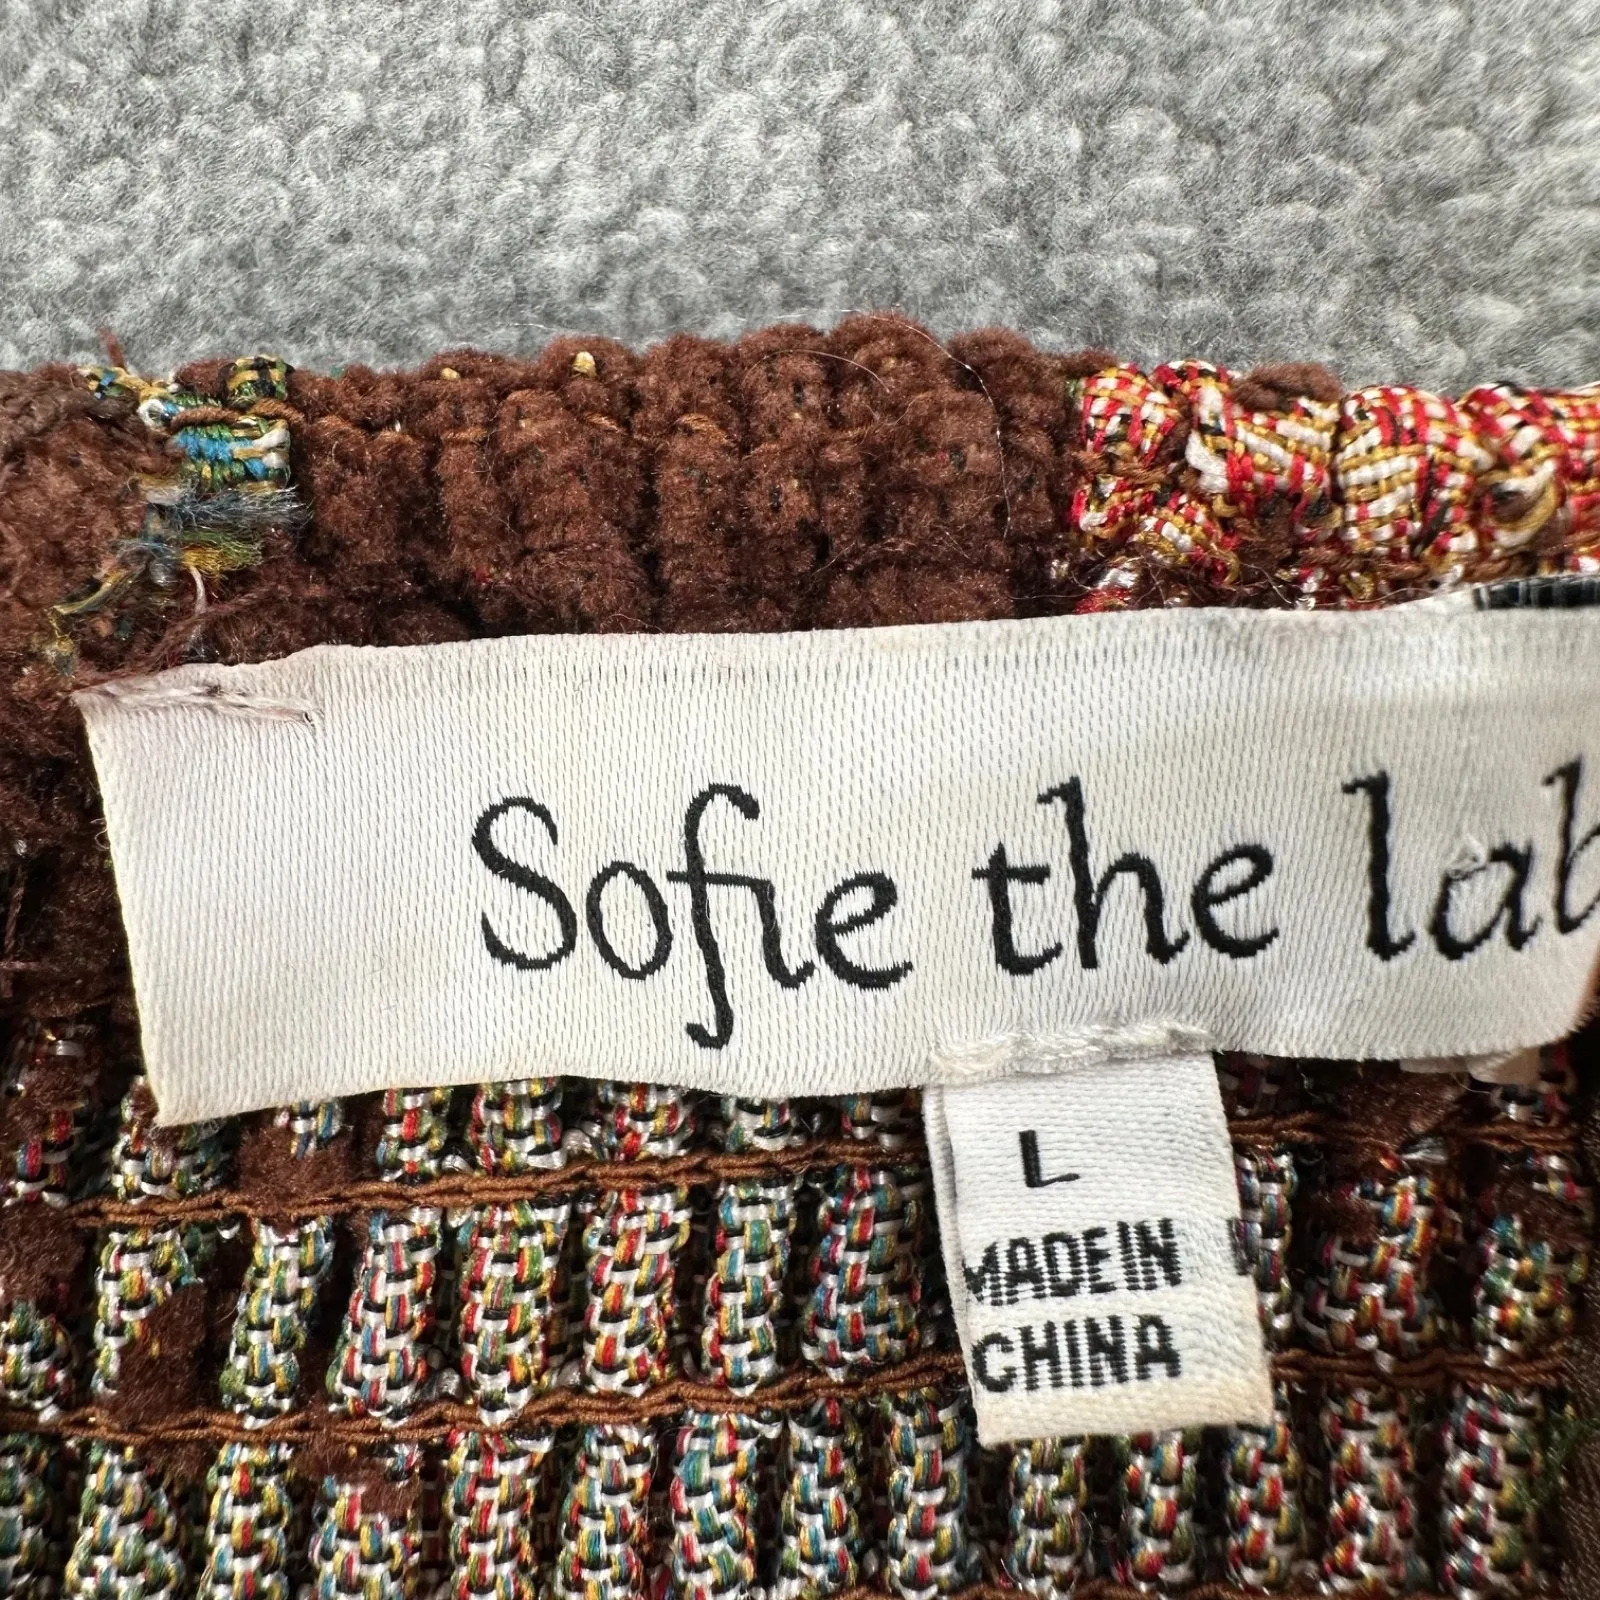 Sofie the lab
L
MADE IN
CHINA